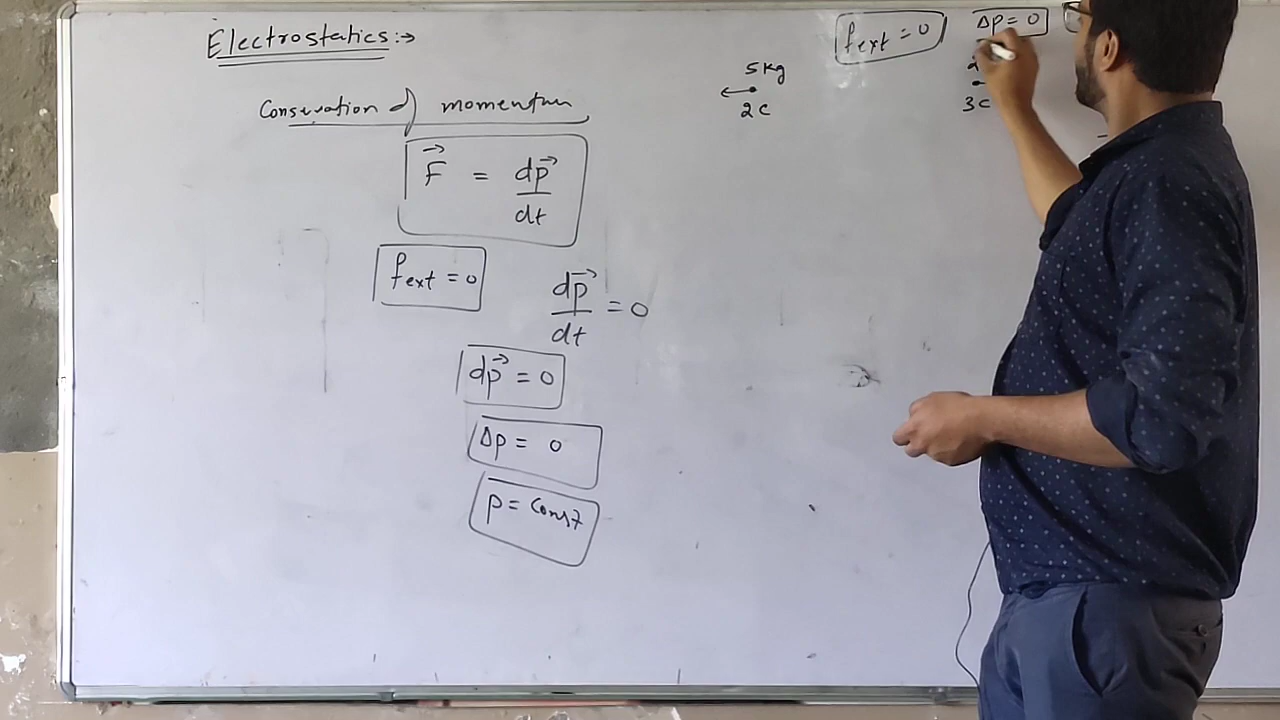 Electrostatics:→
Conservation of momentum
F⃗ = dp⃗/dt
fext = 0
dp⃗/dt = 0
dp⃗ = 0
Δp = 0
p = const
fext = 0
Δp = 0
5kg
2c
3c